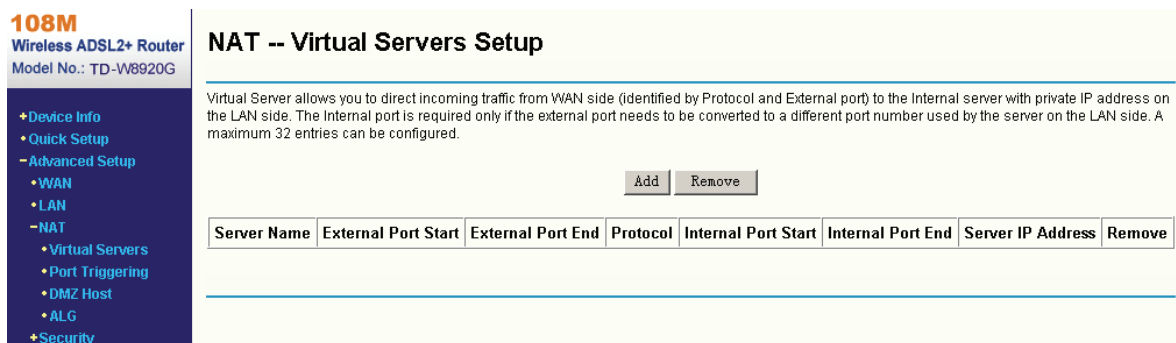 108M
Wireless ADSL2+ Router
Model No.: TD-W8920G
+Device Info
•Quick Setup
-Advanced Setup
•WAN
•LAN
-NAT
•Virtual Servers
•Port Triggering
•DMZ Host
•ALG
+Security
NAT -- Virtual Servers Setup
Virtual Server allows you to direct incoming traffic from WAN side (identified by Protocol and External port) to the Internal server with private IP address on
the LAN side. The Internal port is required only if the external port needs to be converted to a different port number used by the server on the LAN side. A
maximum 32 entries can be configured.
Add Remove
Server Name External Port Start External Port End Protocol Internal Port Start Internal Port End Server IP Address Remove